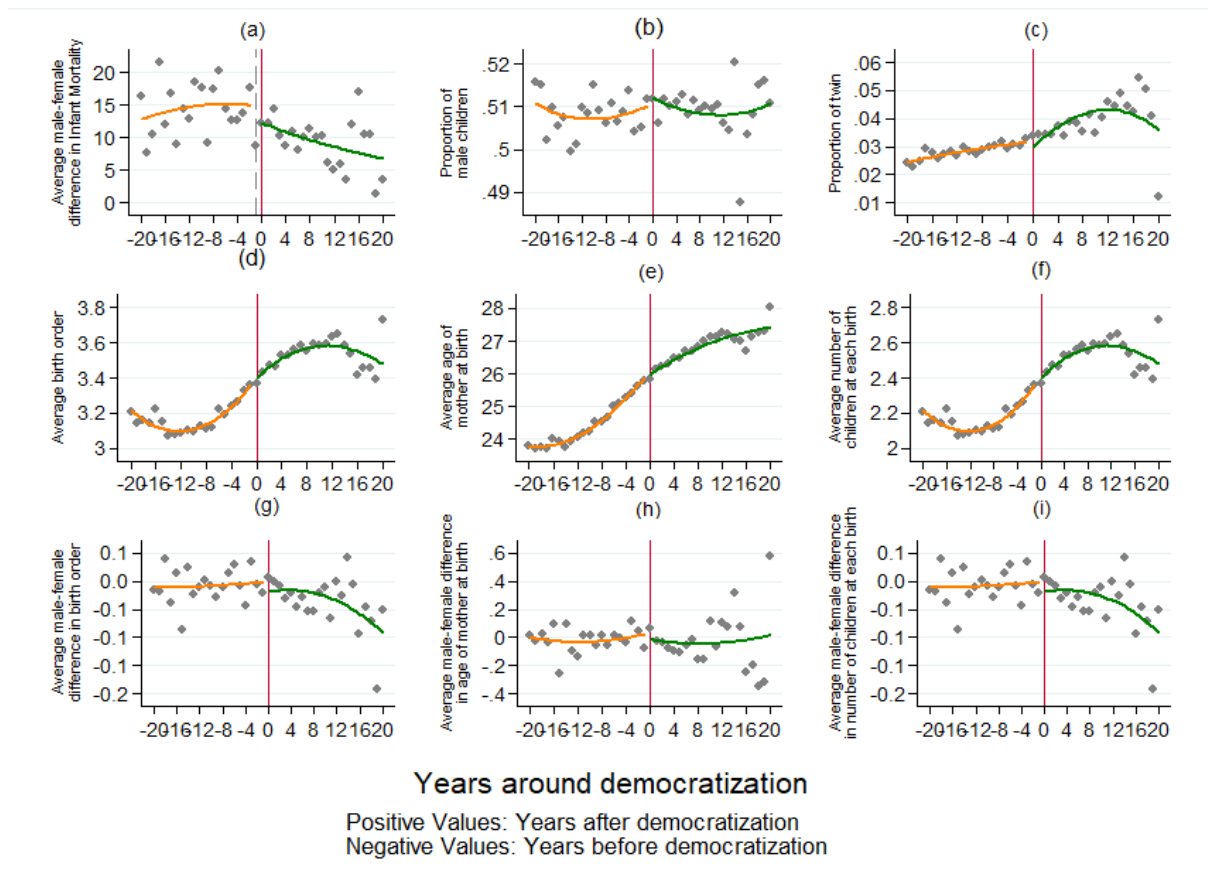 (a)
Average male-female
difference in Infant Mortality
20
15
10
5
0
-20-16-12-8 -4 0 4 8 12 16 20
(b)
Proportion of
male children
.52
.51
.5
.49
-20-16-12-8 -4 0 4 8 12 16 20
(c)
Proportion of twin
.06
.05
.04
.03
.02
.01
-20-16-12-8 -4 0 4 8 12 16 20
(d)
Average birth order
3.8
3.6
3.4
3.2
3
-20-16-12-8 -4 0 4 8 12 16 20
(e)
Average age of
mother at birth
28
27
26
25
24
-20-16-12-8 -4 0 4 8 12 16 20
(f)
Average number of
children at each birth
2.8
2.6
2.4
2.2
2
-20-16-12-8 -4 0 4 8 12 16 20
(g)
Average male-female
difference in birth order
0.1
0.0
-0.1
-0.1
-0.1
-0.2
-20-16-12-8 -4 0 4 8 12 16 20
(h)
Average male-female difference
in age of mother at birth
.6
.4
.2
0
-.2
-.4
-20-16-12-8 -4 0 4 8 12 16 20
(i)
Average male-female difference
in number of children at each birth
0.1
0.0
-0.1
-0.1
-0.1
-0.2
-20-16-12-8 -4 0 4 8 12 16 20
Years around democratization
Positive Values: Years after democratization
Negative Values: Years before democratization